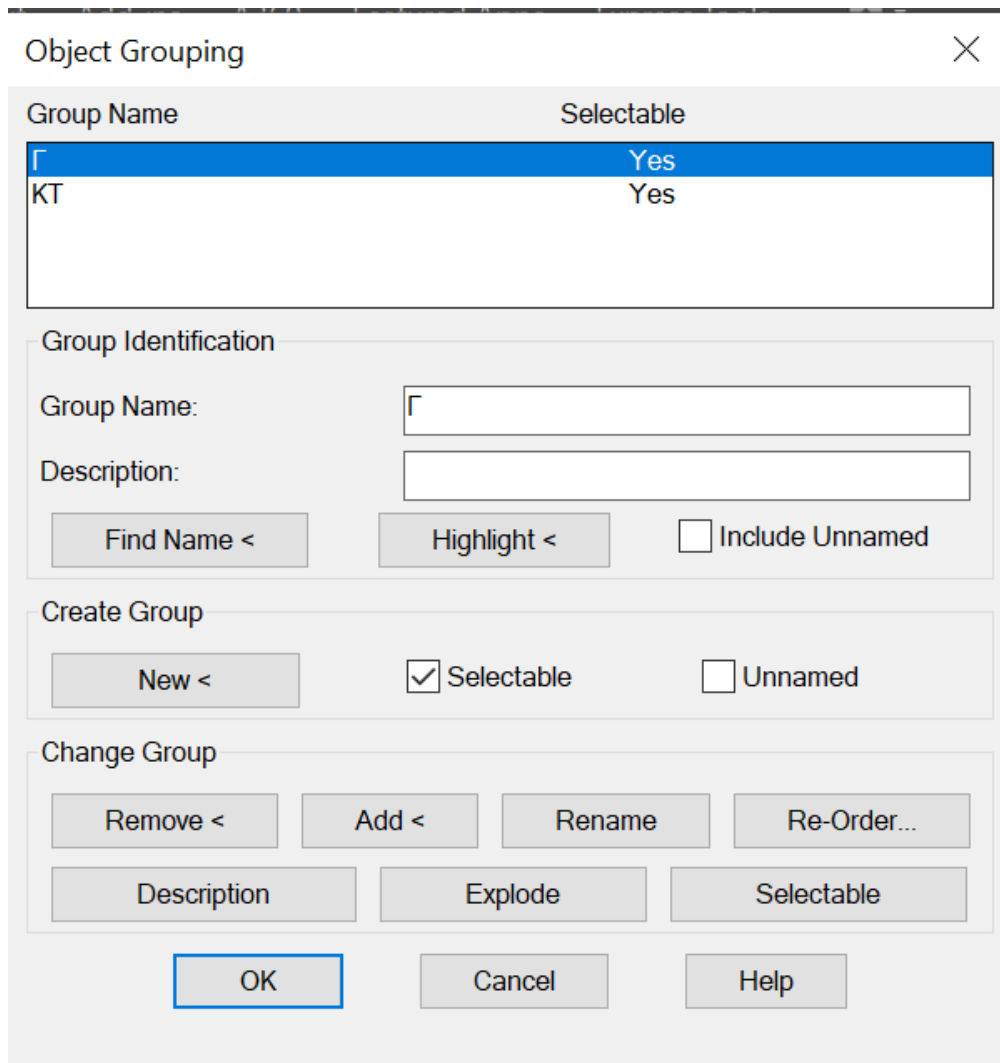 Object Grouping
Group Name Selectable
Г Yes
КТ Yes
Group Identification
Group Name: Г
Description:
Find Name < Highlight < Include Unnamed
Create Group
New < Selectable Unnamed
Change Group
Remove < Add < Rename Re-Order...
Description Explode Selectable
OK Cancel Help